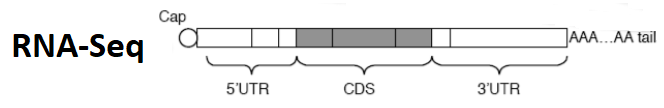 Cap
RNA-Seq
AAA...AA tail
5'UTR CDS 3'UTR